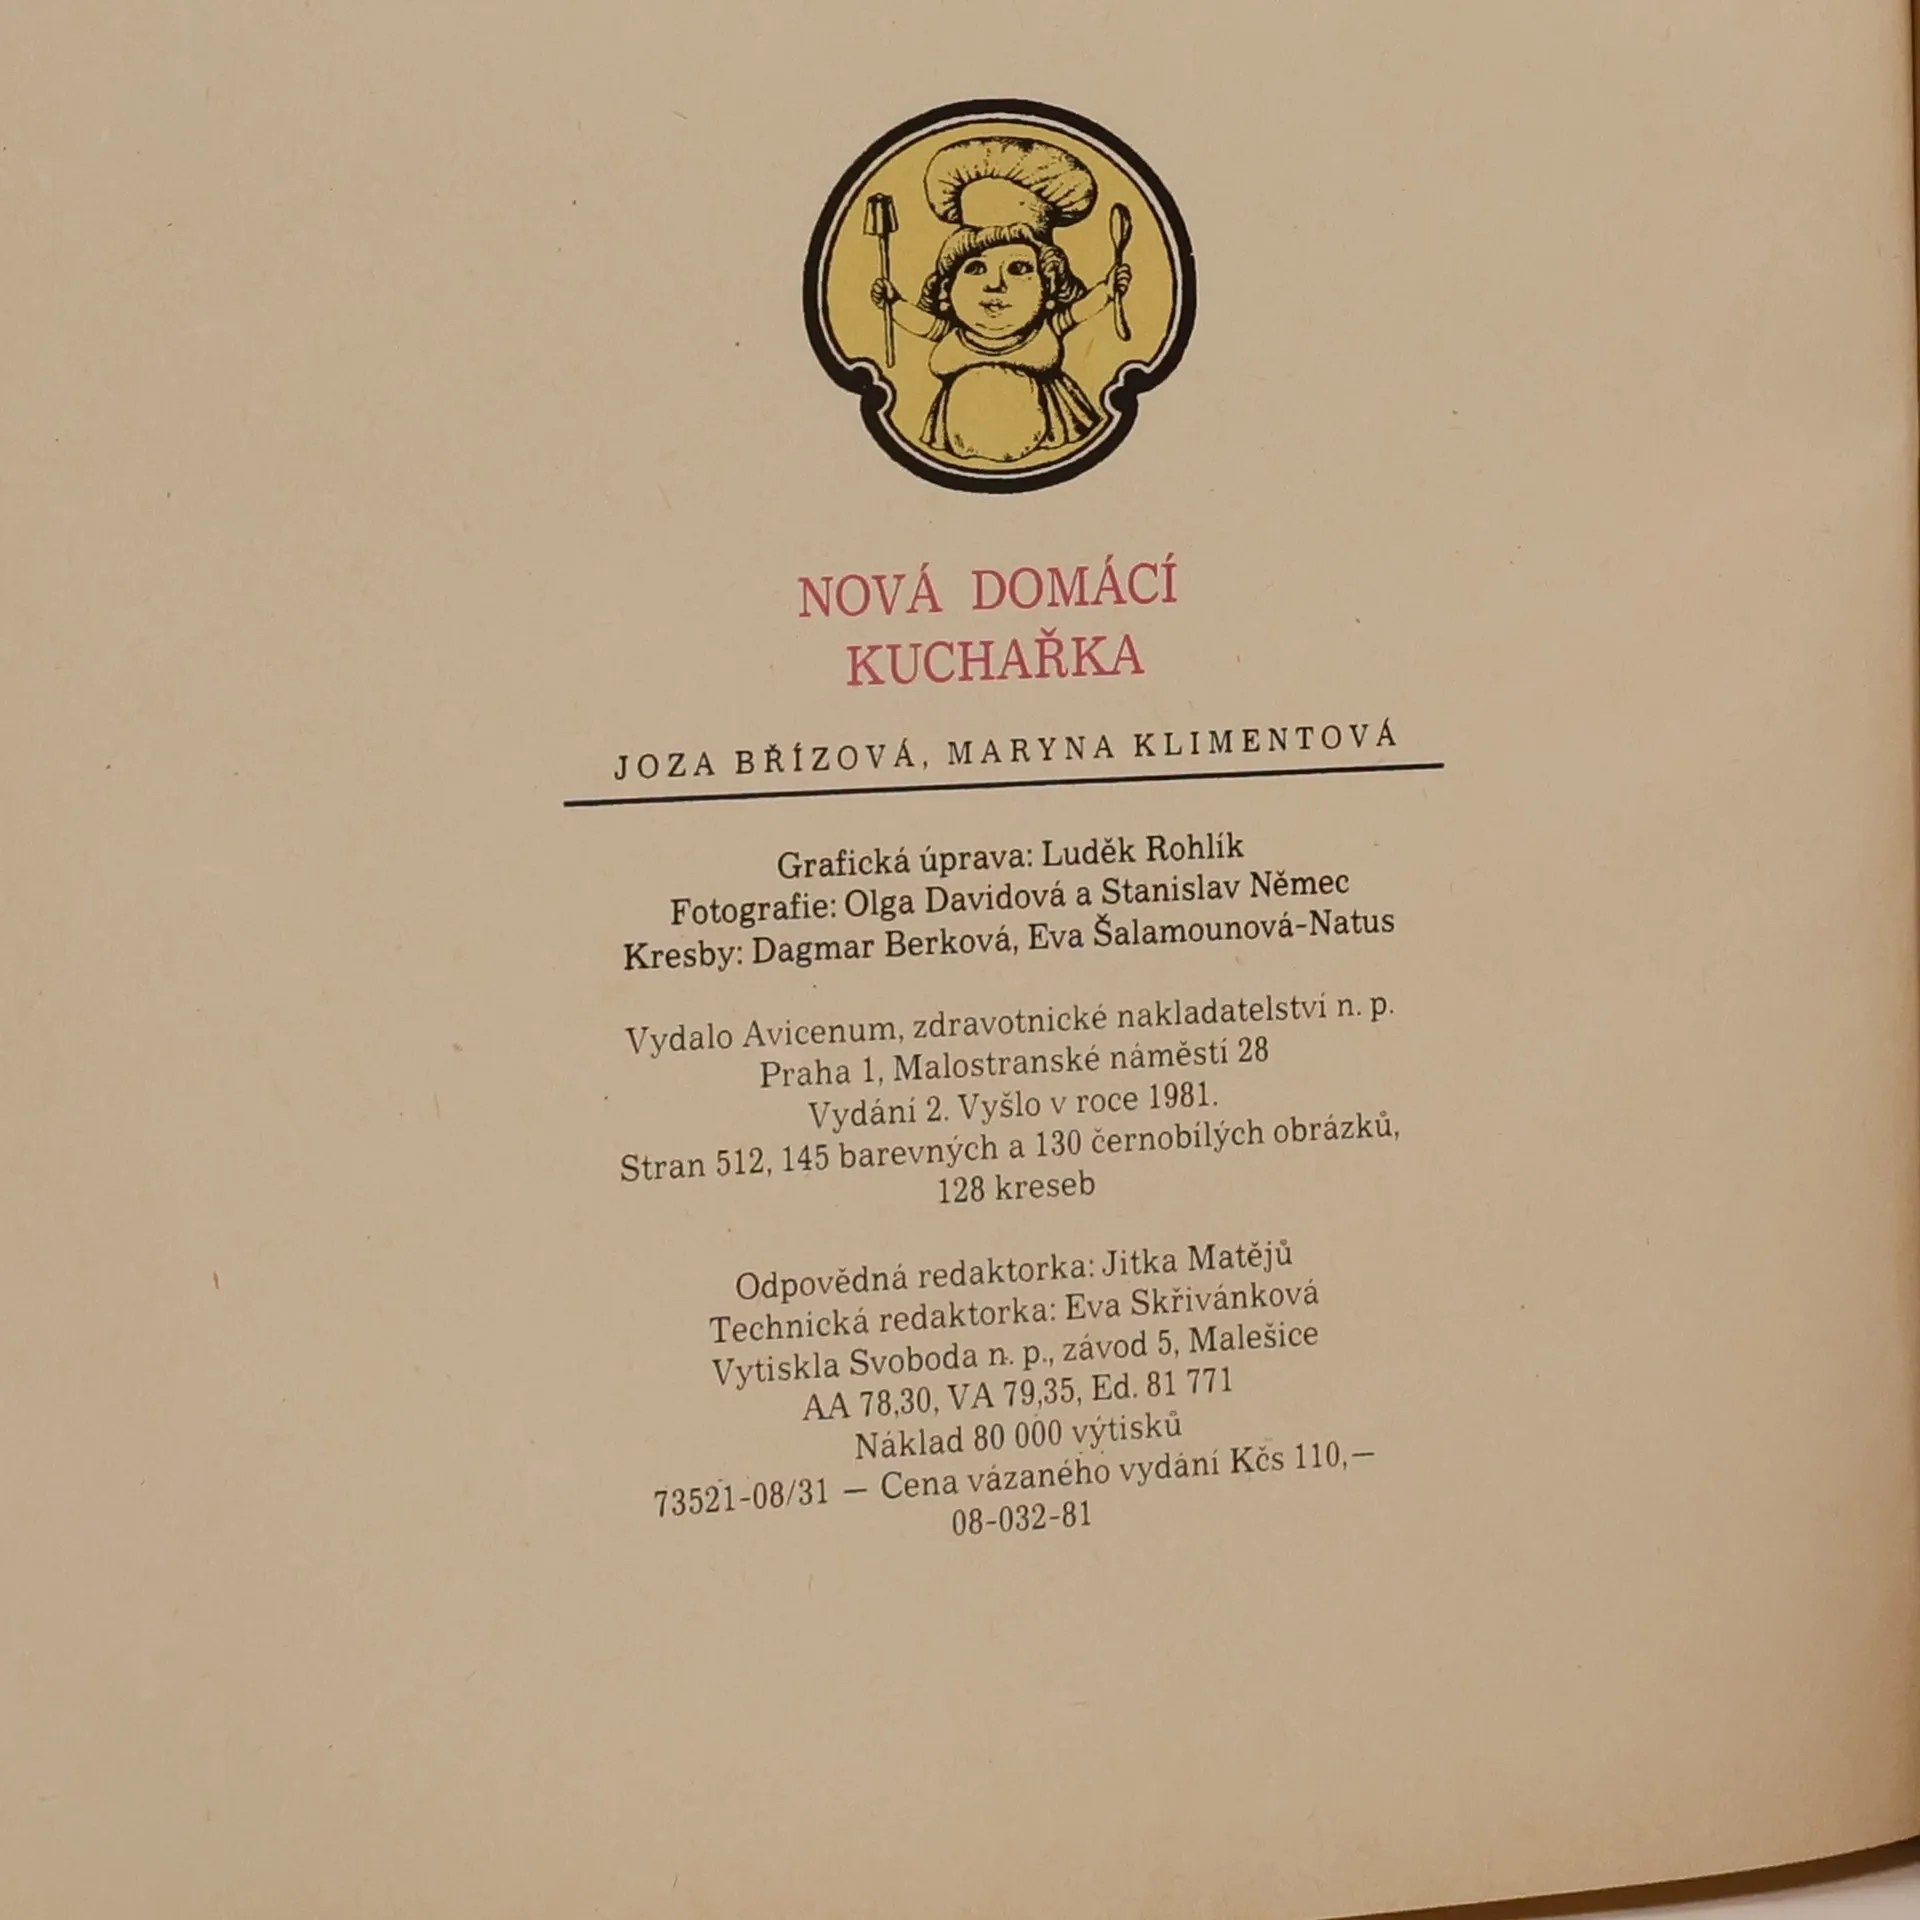 NOVÁ DOMÁCÍ
KUCHAŘKA
JOZA BŘÍZOVÁ, MARYNA KLIMENTOVÁ
Grafická úprava: Luděk Rohlík
Fotografie: Olga Davidová a Stanislav Němec
Kresby: Dagmar Berková, Eva Šalamounová-Natus
Vydalo Avicenum, zdravotnické nakladatelství n. p.
Praha 1, Malostranské náměstí 28
Vydání 2. Vyšlo v roce 1981.
Stran 512, 145 barevných a 130 černobílých obrázků,
128 kreseb
Odpovědná redaktorka: Jitka Matějů
Technická redaktorka: Eva Skřivánková
Vytiskla Svoboda n. p., závod 5, Malešice
AA 78,30, VA 79,35, Ed. 81 771
Náklad 80 000 výtisků
73521-08/31 — Cena vázaného vydání Kčs 110,—
08-032-81